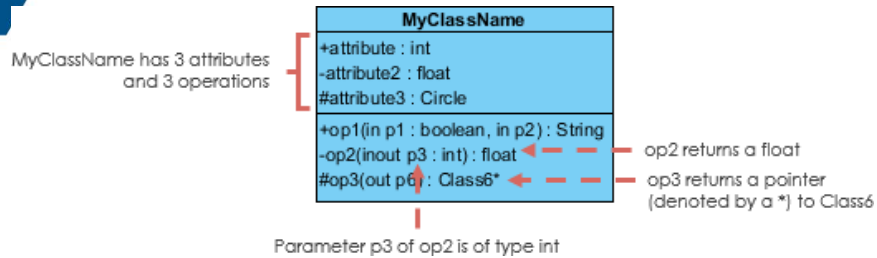 MyClassName
+attribute : int
-attribute2 : float
#attribute3 : Circle
+op1(in p1 : boolean, in p2) : String
-op2(inout p3 : int) : float
#op3(out p6) : Class6*
MyClassName has 3 attributes
and 3 operations
op2 returns a float
op3 returns a pointer
(denoted by a *) to Class6
Parameter p3 of op2 is of type int